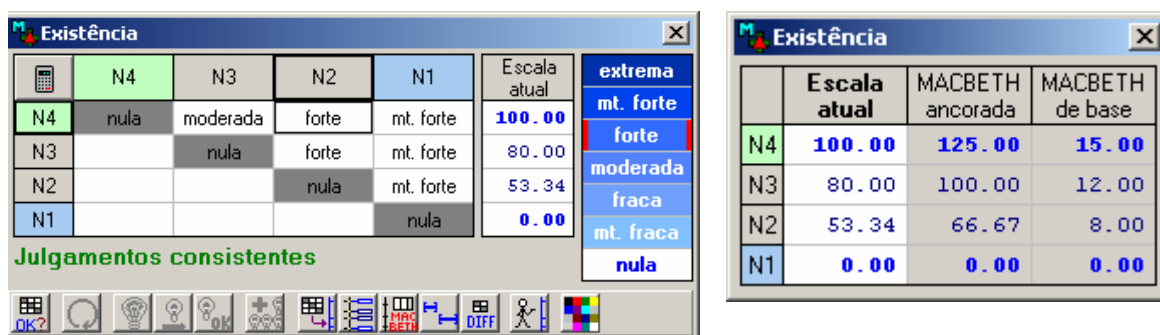 Existência
N4 N3 N2 N1 Escala atual extrema
N4 nula moderada forte mt. forte 100.00 mt. forte
N3 nula forte mt. forte 80.00 forte
N2 nula mt. forte 53.34 moderada
N1 nula 0.00 fraca
mt. fraca
Julgamentos consistentes nula
OK? OK MAC BETH DIFF
Existência
Escala atual MACBETH ancorada MACBETH de base
N4 100.00 125.00 15.00
N3 80.00 100.00 12.00
N2 53.34 66.67 8.00
N1 0.00 0.00 0.00